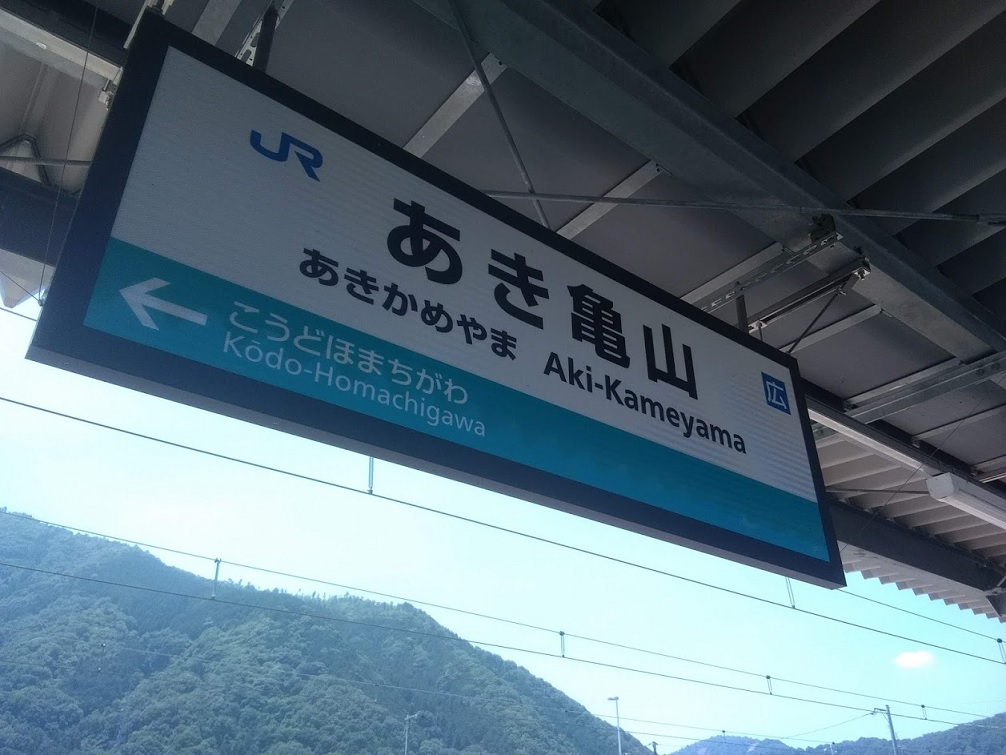 JR
広
あき亀山
あきかめやま Aki-Kameyama
こうどほまちがわ
Kōdo-Homachigawa